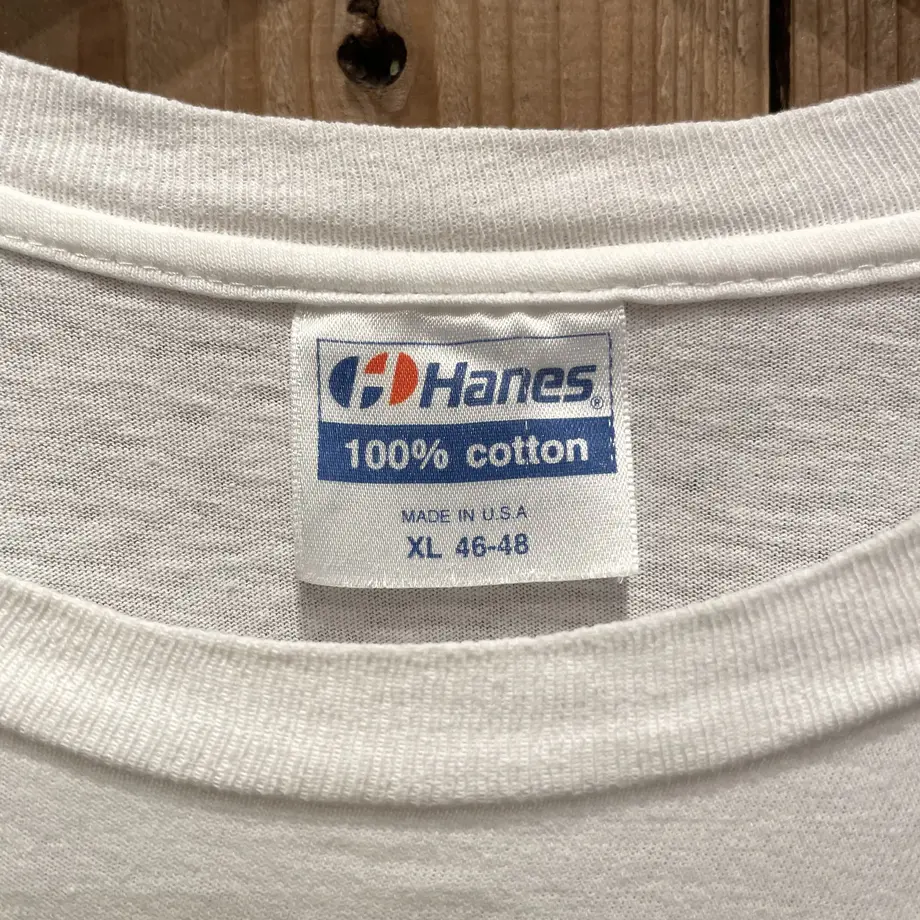 Hanes®
100% cotton
MADE IN U.S.A
XL 46-48